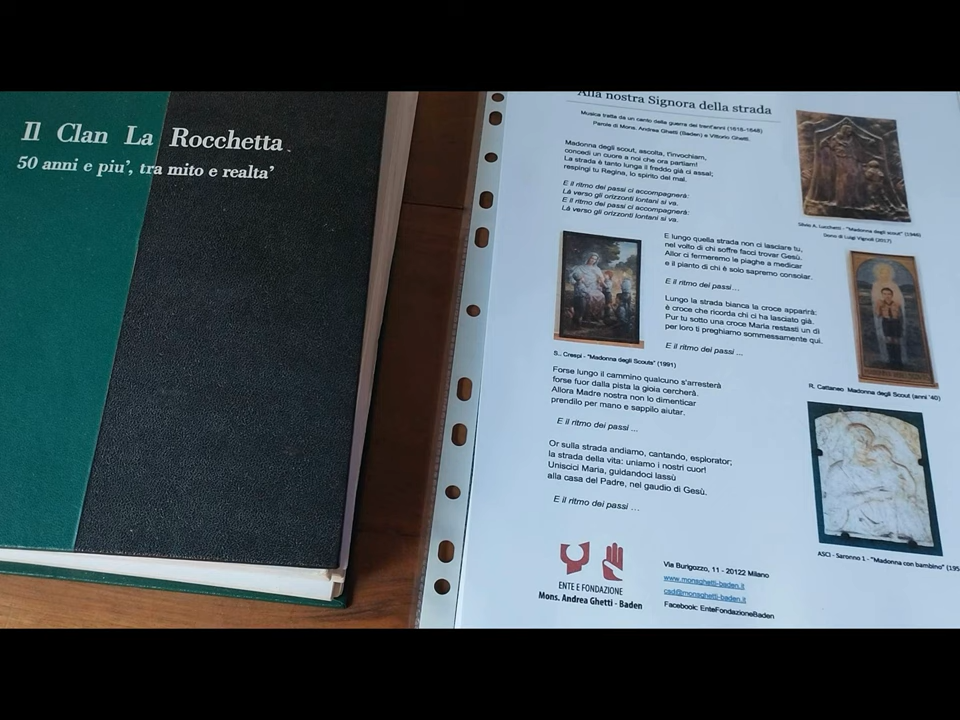 Il Clan La Rocchetta
50 anni e piu', tra mito e realta'
Alla nostra Signora della strada
Musica tratta da un canto della guerra dei trent'anni (1618-1648)
Parole di Mons. Andrea Ghetti (Baden) e Vittorio Ghetti.
Madonna degli scout, ascolta, t'invochiam,
concedi un cuore a noi che ora partiam!
La strada è tanto lunga il freddo già ci assal;
respingi tu Regina, lo spirito del mal.
E il ritmo dei passi ci accompagnerà:
Là verso gli orizzonti lontani si va.
E il ritmo dei passi ci accompagnerà:
Là verso gli orizzonti lontani si va.
Silvio A. Lucchetti - "Madonna degli scout" (1946)
Dono di Luigi Vignoli (2017)
E lungo quella strada non ci lasciare tu,
nel volto di chi soffre facci trovar Gesù.
Allor ci fermeremo le piaghe a medicar
e il pianto di chi è solo sapremo consolar.
E il ritmo dei passi…
Lungo la strada bianca la croce apparirà:
è croce che ricorda chi ci ha lasciato già.
Pur tu sotto una croce Maria restasti un dì
per loro ti preghiamo sommessamente qui.
E il ritmo dei passi …
S.. Crespi - "Madonna degli Scouts" (1991)
R. Cattaneo Madonna degli Scout (anni '40)
Forse lungo il cammino qualcuno s'arresterà
forse fuor dalla pista la gioia cercherà.
Allora Madre nostra non lo dimenticar
prendilo per mano e sappilo aiutar.
E il ritmo dei passi ...
Or sulla strada andiamo, cantando, esplorator;
la strada della vita: uniamo i nostri cuor!
Uniscici Maria, guidandoci lassù
alla casa del Padre, nel gaudio di Gesù.
E il ritmo dei passi …
ASCI - Saronno 1 - "Madonna con bambino" (195
ENTE E FONDAZIONE
Mons. Andrea Ghetti - Baden
Via Burigozzo, 11 - 20122 Milano
www.monsghetti-baden.it
csd@monsghetti-baden.it
Facebook: EnteFondazioneBaden